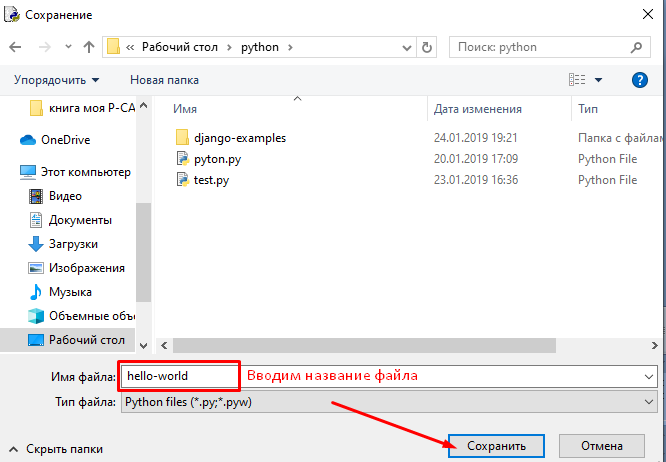 Сохранение
« Рабочий стол › python ›
Поиск: python
Упорядочить
Новая папка
Имя
Дата изменения
Тип
книга моя P-CA
OneDrive
Этот компьютер
Видео
Документы
Загрузки
Изображения
Музыка
Объемные объе
Рабочий стол
django-examples 24.01.2019 19:21 Папка с файлам
pyton.py 20.01.2019 17:09 Python File
test.py 23.01.2019 16:36 Python File
Имя файла: hello-world Вводим название файла
Тип файла: Python files (*.py;*.pyw)
Скрыть папки
Сохранить
Отмена